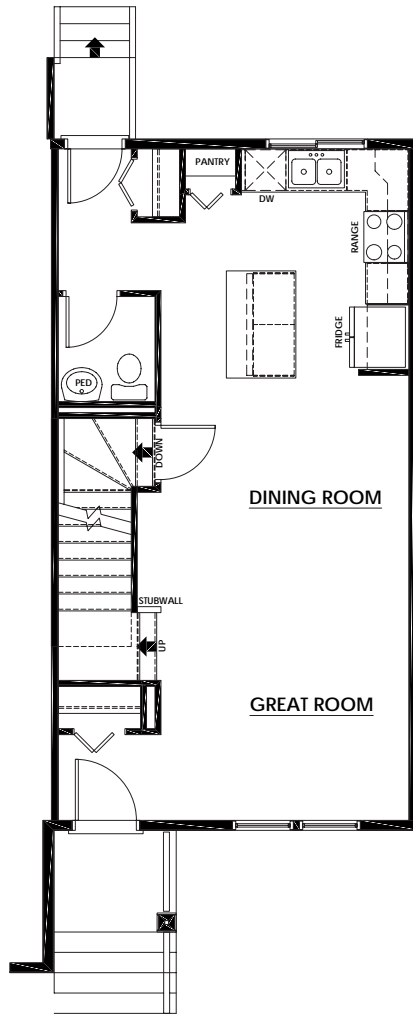 PANTRY
DW
RANGE
FRIDGE
PED
DOWN
DINING ROOM
STUBWALL
UP
GREAT ROOM